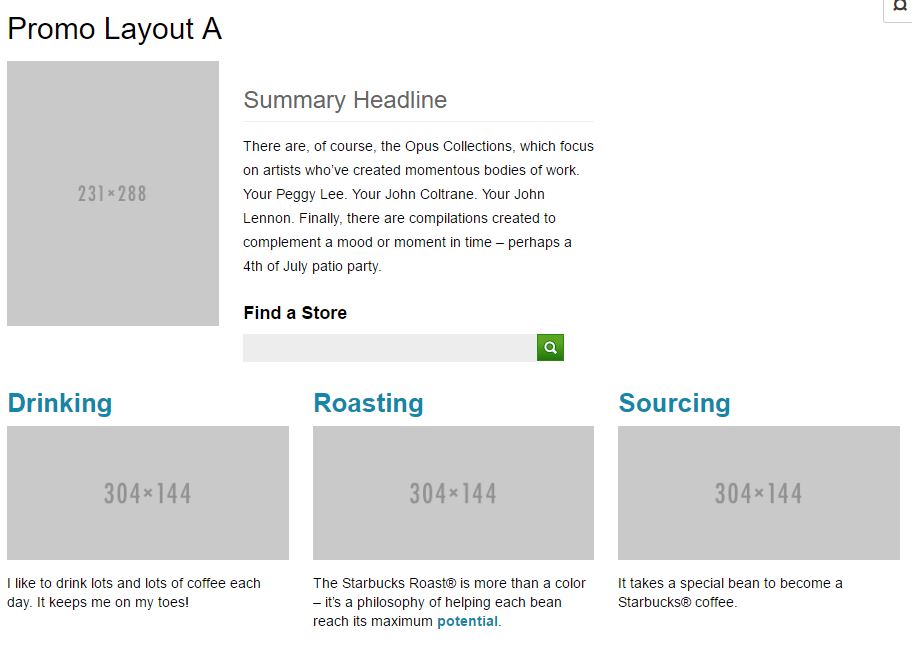 Promo Layout A
231×288
Summary Headline
There are, of course, the Opus Collections, which focus
on artists who’ve created momentous bodies of work.
Your Peggy Lee. Your John Coltrane. Your John
Lennon. Finally, there are compilations created to
complement a mood or moment in time – perhaps a
4th of July patio party.
Find a Store
Drinking
304×144
I like to drink lots and lots of coffee each
day. It keeps me on my toes!
Roasting
304×144
The Starbucks Roast® is more than a color
– it’s a philosophy of helping each bean
reach its maximum potential.
Sourcing
304×144
It takes a special bean to become a
Starbucks® coffee.